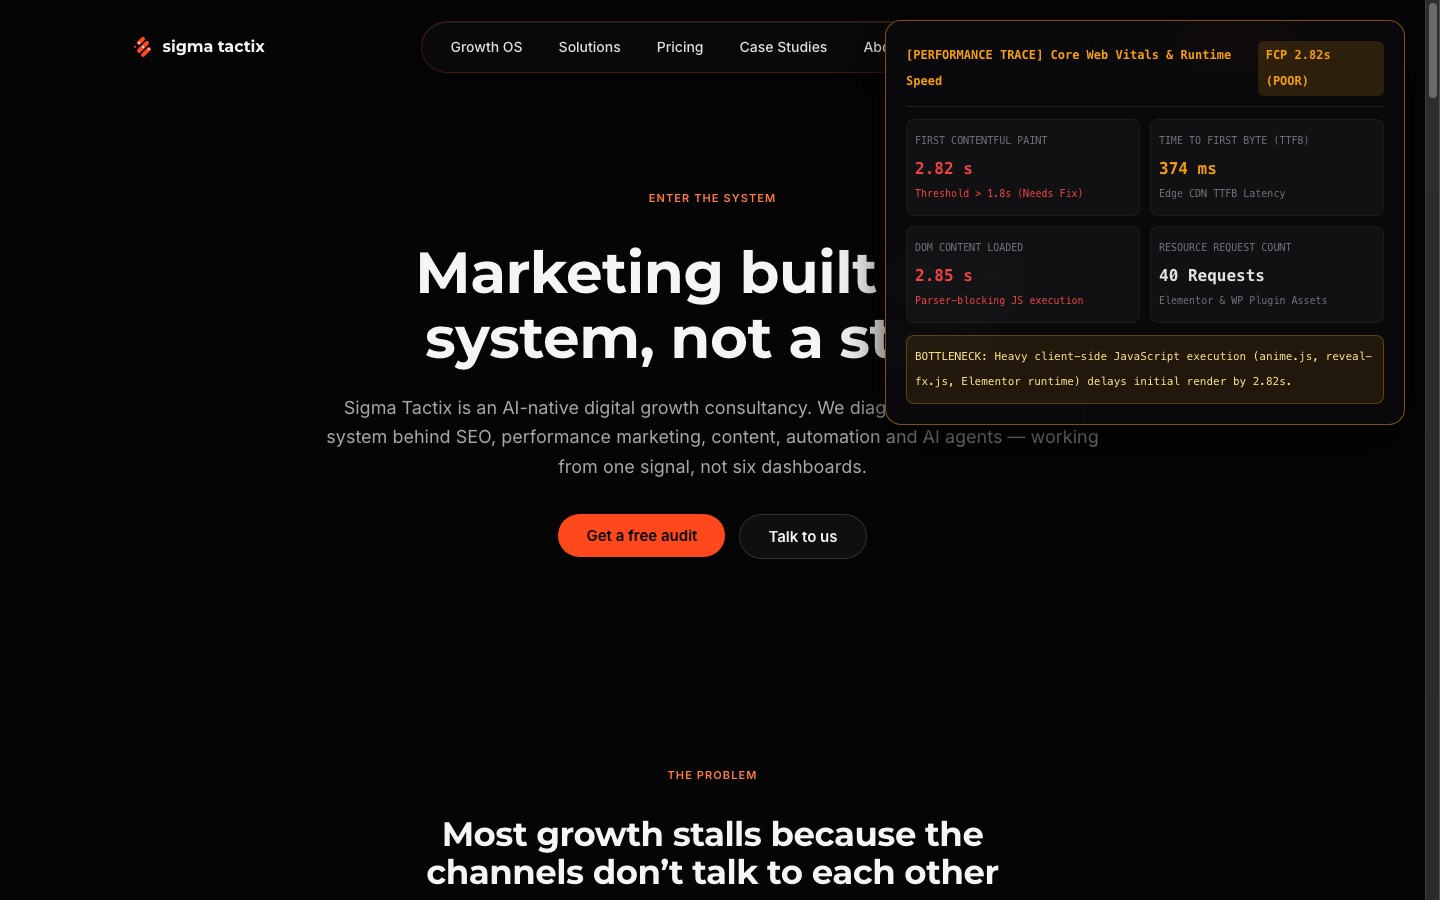 sigma tactix
Growth OS
Solutions
Pricing
Case Studies
Abo
[PERFORMANCE TRACE] Core Web Vitals & Runtime
Speed
FCP 2.82s
(POOR)
FIRST CONTENTFUL PAINT
2.82 s
Threshold > 1.8s (Needs Fix)
TIME TO FIRST BYTE (TTFB)
374 ms
Edge CDN TTFB Latency
DOM CONTENT LOADED
2.85 s
Parser-blocking JS execution
RESOURCE REQUEST COUNT
40 Requests
Elementor & WP Plugin Assets
BOTTLENECK: Heavy client-side JavaScript execution (anime.js, reveal-
fx.js, Elementor runtime) delays initial render by 2.82s.
ENTER THE SYSTEM
Marketing built
system, not a st
Sigma Tactix is an AI-native digital growth consultancy. We diag
system behind SEO, performance marketing, content, automation and AI agents — working
from one signal, not six dashboards.
Get a free audit
Talk to us
THE PROBLEM
Most growth stalls because the
channels don’t talk to each other